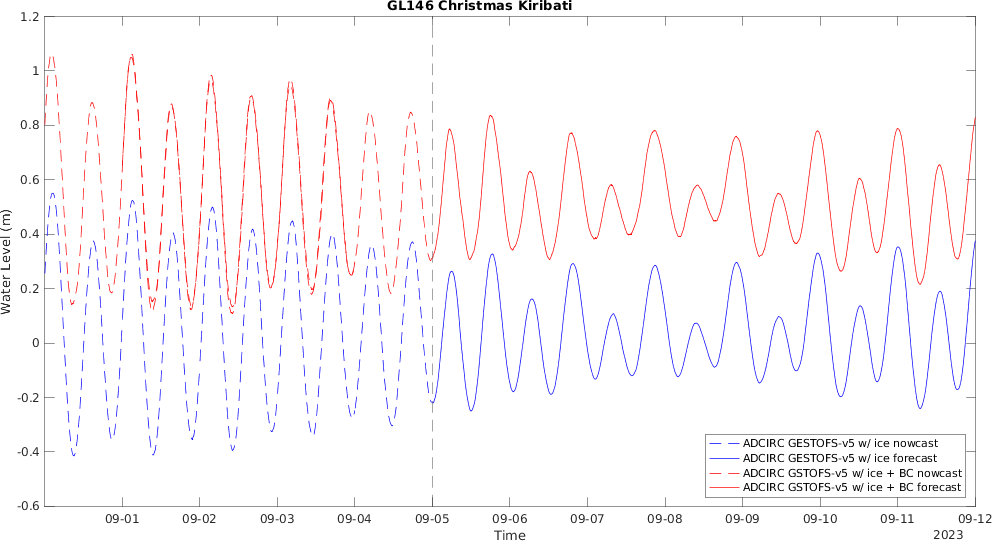 GL146 Christmas Kiribati
Water Level (m)
1.2
1
0.8
0.6
0.4
0.2
0
-0.2
-0.4
-0.6
ADCIRC GESTOFS-v5 w/ ice nowcast
ADCIRC GESTOFS-v5 w/ ice forecast
ADCIRC GSTOFS-v5 w/ ice + BC nowcast
ADCIRC GSTOFS-v5 w/ ice + BC forecast
09-01 09-02 09-03 09-04 09-05 09-06 09-07 09-08 09-09 09-10 09-11 09-12
Time
2023